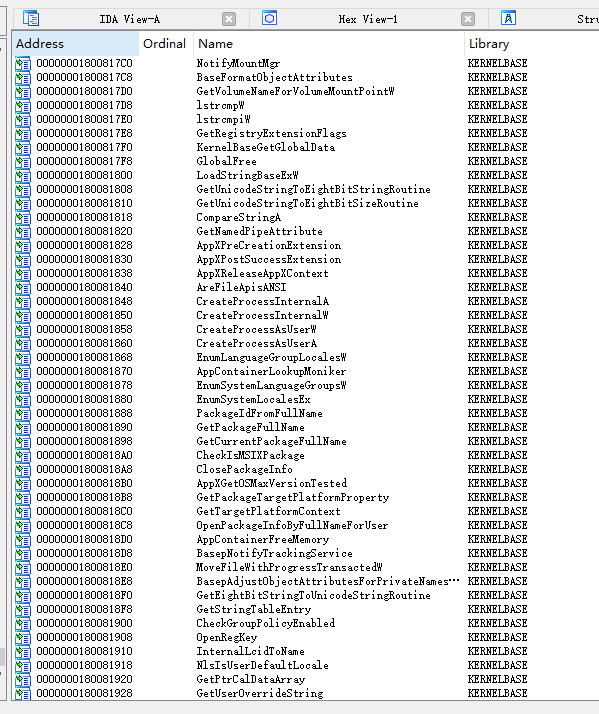 IDA View-A Hex View-1 Stru
Address Ordinal Name Library
00000001800817C0 NotifyMountMgr KERNELBASE
00000001800817C8 BaseFormatObjectAttributes KERNELBASE
00000001800817D0 GetVolumeNameForVolumeMountPointW KERNELBASE
00000001800817D8 lstrcmpW KERNELBASE
00000001800817E0 lstrcmpiW KERNELBASE
00000001800817E8 GetRegistryExtensionFlags KERNELBASE
00000001800817F0 KernelBaseGetGlobalData KERNELBASE
00000001800817F8 GlobalFree KERNELBASE
0000000180081800 LoadStringBaseExW KERNELBASE
0000000180081808 GetUnicodeStringToEightBitStringRoutine KERNELBASE
0000000180081810 GetUnicodeStringToEightBitSizeRoutine KERNELBASE
0000000180081818 CompareStringA KERNELBASE
0000000180081820 GetNamedPipeAttribute KERNELBASE
0000000180081828 AppXPreCreationExtension KERNELBASE
0000000180081830 AppXPostSuccessExtension KERNELBASE
0000000180081838 AppXReleaseAppXContext KERNELBASE
0000000180081840 AreFileApisANSI KERNELBASE
0000000180081848 CreateProcessInternalA KERNELBASE
0000000180081850 CreateProcessInternalW KERNELBASE
0000000180081858 CreateProcessAsUserW KERNELBASE
0000000180081860 CreateProcessAsUserA KERNELBASE
0000000180081868 EnumLanguageGroupLocalesW KERNELBASE
0000000180081870 AppContainerLookupMoniker KERNELBASE
0000000180081878 EnumSystemLanguageGroupsW KERNELBASE
0000000180081880 EnumSystemLocalesEx KERNELBASE
0000000180081888 PackageIdFromFullName KERNELBASE
0000000180081890 GetPackageFullName KERNELBASE
0000000180081898 GetCurrentPackageFullName KERNELBASE
00000001800818A0 CheckIsMSIXPackage KERNELBASE
00000001800818A8 ClosePackageInfo KERNELBASE
00000001800818B0 AppXGetOSMaxVersionTested KERNELBASE
00000001800818B8 GetPackageTargetPlatformProperty KERNELBASE
00000001800818C0 GetTargetPlatformContext KERNELBASE
00000001800818C8 OpenPackageInfoByFullNameForUser KERNELBASE
00000001800818D0 AppContainerFreeMemory KERNELBASE
00000001800818D8 BasepNotifyTrackingService KERNELBASE
00000001800818E0 MoveFileWithProgressTransactedW KERNELBASE
00000001800818E8 BasepAdjustObjectAttributesForPrivateNames… KERNELBASE
00000001800818F0 GetEightBitStringToUnicodeStringRoutine KERNELBASE
00000001800818F8 GetStringTableEntry KERNELBASE
0000000180081900 CheckGroupPolicyEnabled KERNELBASE
0000000180081908 OpenRegKey KERNELBASE
0000000180081910 InternalLcidToName KERNELBASE
0000000180081918 NlsIsUserDefaultLocale KERNELBASE
0000000180081920 GetPtrCalDataArray KERNELBASE
0000000180081928 GetUserOverrideString KERNELBASE